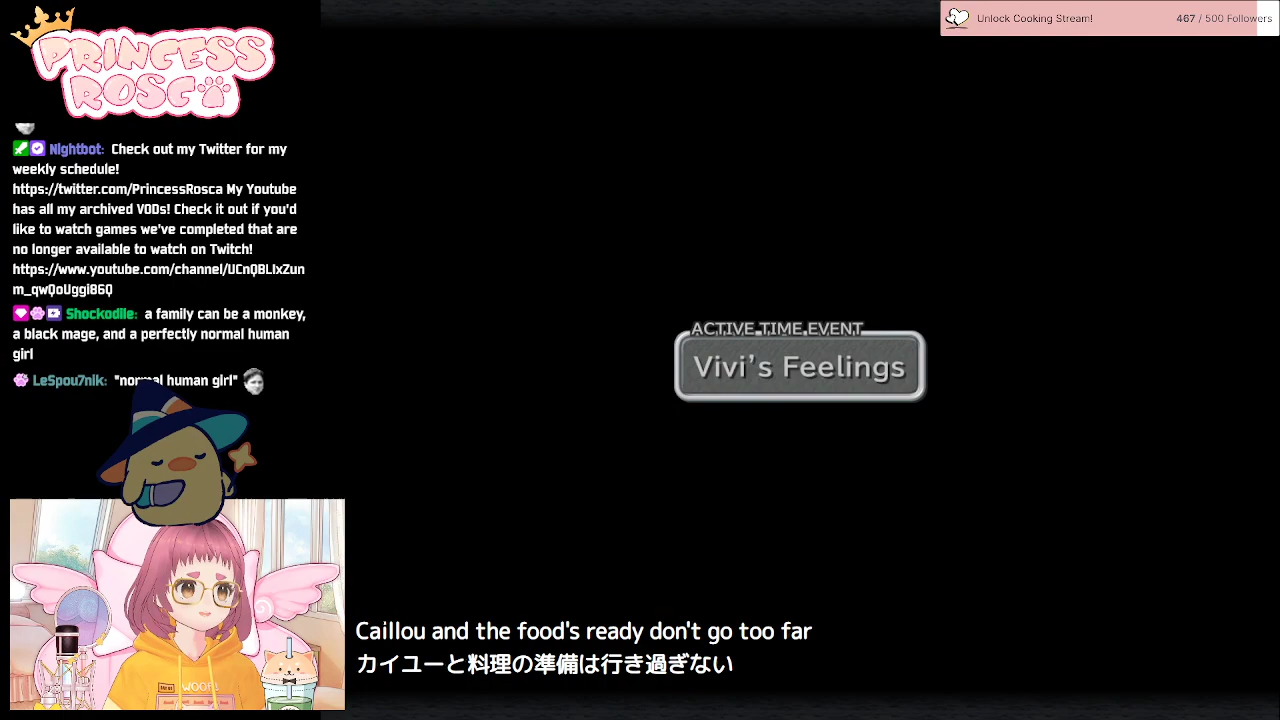 PRINCESS
ROSCA
Nightbot: Check out my Twitter for my
weekly schedule!
https://twitter.com/PrincessRosca My Youtube
has all my archived VODs! Check it out if you'd
like to watch games we've completed that are
no longer available to watch on Twitch!
https://www.youtube.com/channel/UCnQBLlxZun
m_qwQoUggi86Q
Shockodile: a family can be a monkey,
a black mage, and a perfectly normal human
girl
LeSpou7nik: "normal human girl"
Unlock Cooking Stream! 467 / 500 Followers
ACTIVE TIME EVENT
Vivi's Feelings
WOOF!
Caillou and the food's ready don't go too far
カイユーと料理の準備は行き過ぎない